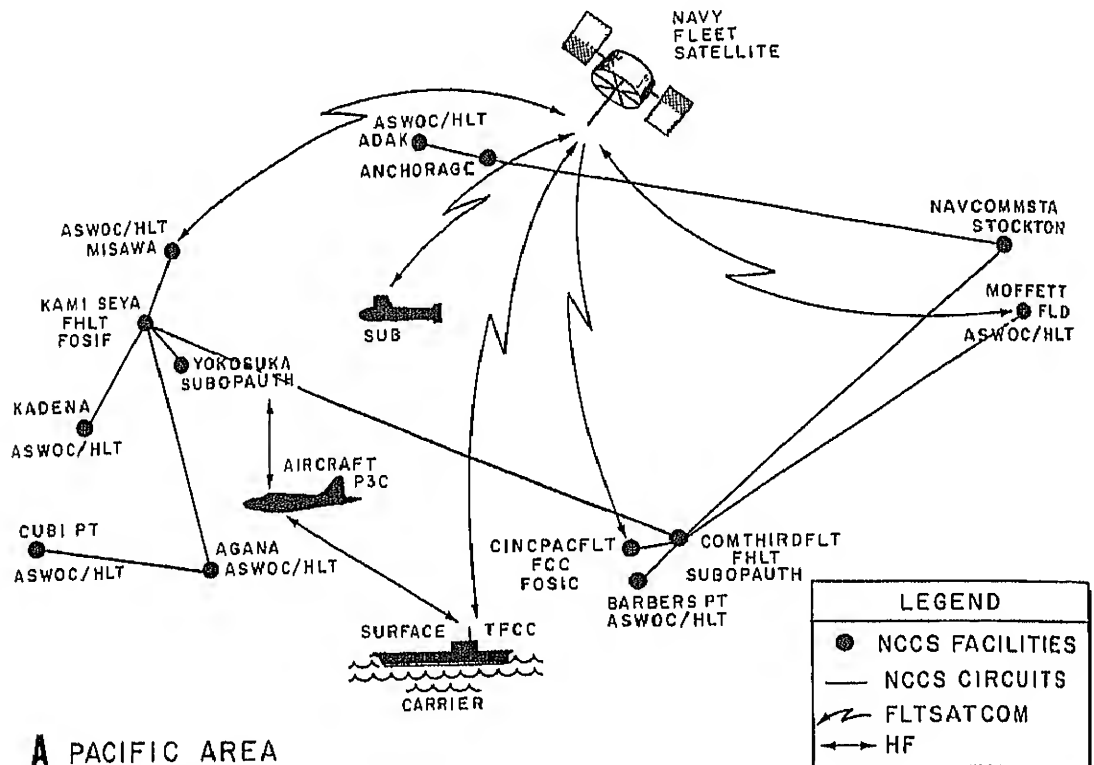 NAVY
FLEET
SATELLITE
ASWOC/HLT
ADAK
ANCHORAGE
NAVCOMMSTA
STOCKTON
ASWOC/HLT
MISAWA
MOFFETT
FLD
ASWOC/HLT
KAMI SEYA
FHLT
FOSIF
SUB
YOKOSUKA
SUBOPAUTH
KADENA
ASWOC/HLT
AIRCRAFT
P3C
CUBI PT
ASWOC/HLT
AGANA
ASWOC/HLT
CINCPACFLT
FCC
FOSIC
COMTHIRDFLT
FHLT
SUBOPAUTH
BARBERS PT
ASWOC/HLT
SURFACE TFCC
CARRIER
LEGEND
NCCS FACILITIES
NCCS CIRCUITS
FLTSATCOM
HF
A PACIFIC AREA